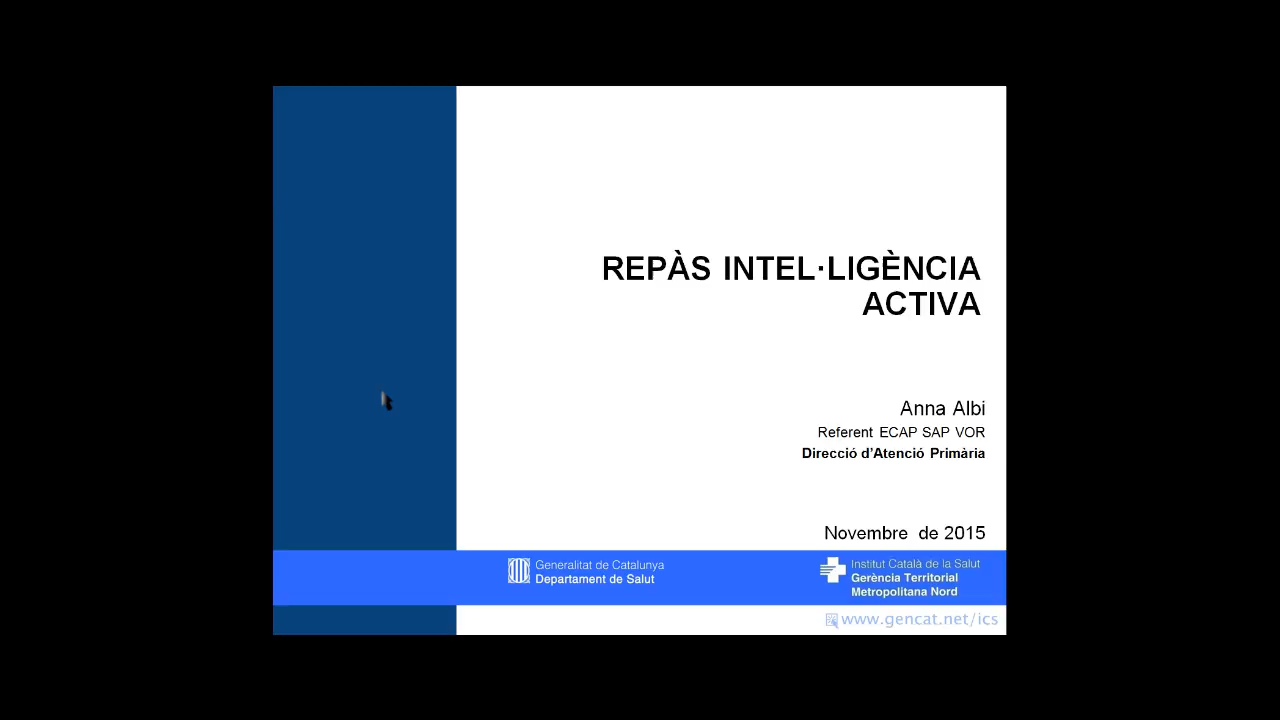 REPÀS INTEL·LIGÈNCIA
ACTIVA
Anna Albi
Referent ECAP SAP VOR
Direcció d'Atenció Primària
Novembre de 2015
Generalitat de Catalunya
Departament de Salut
Institut Català de la Salut
Gerència Territorial
Metropolitana Nord
www.gencat.net/ics